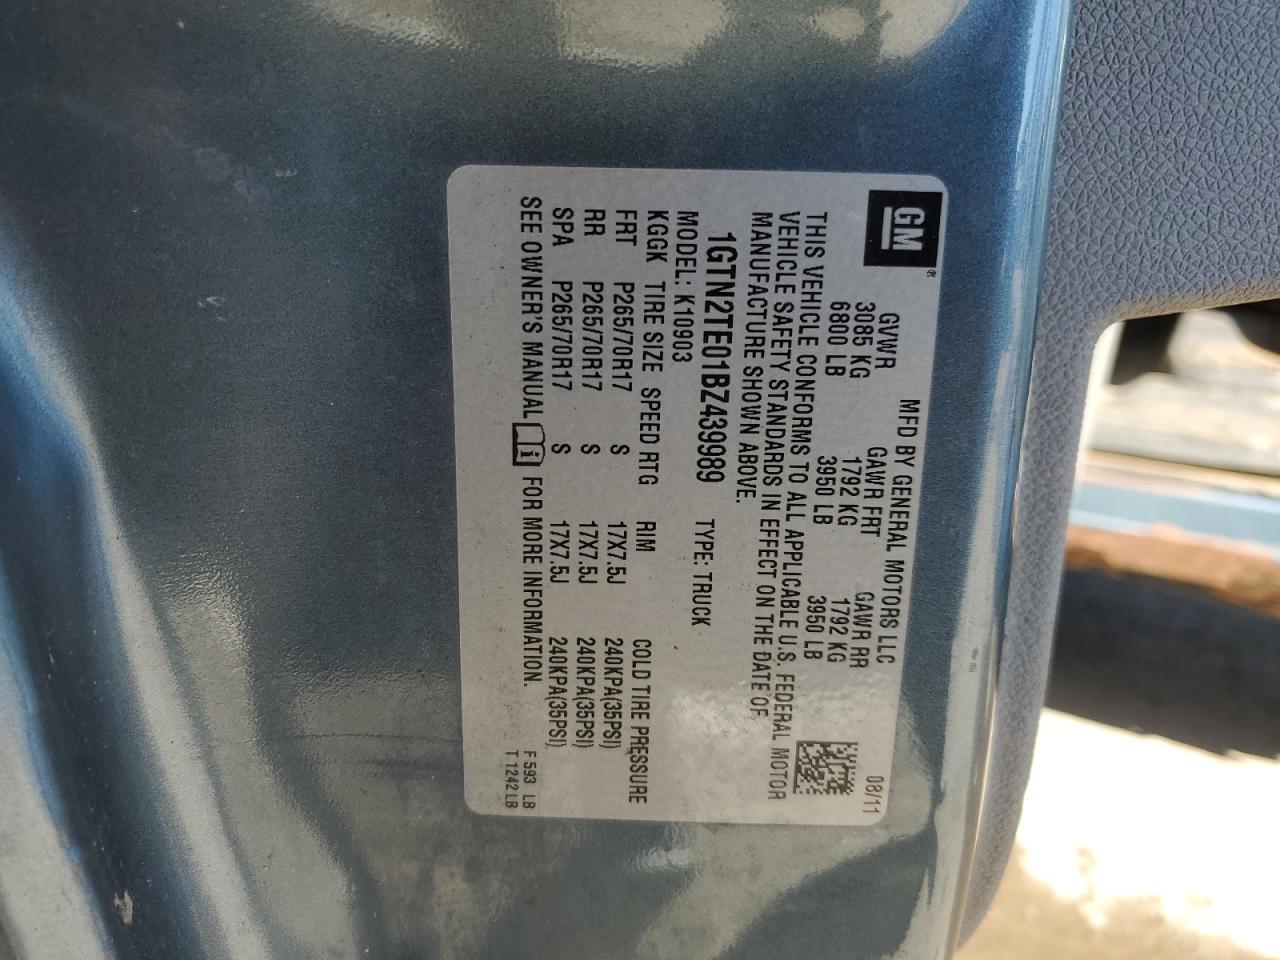 GM ®
MFD BY GENERAL MOTORS LLC 08/11
GVWR GAWR FRT GAWR RR
3085 KG 1792 KG 1792 KG
6800 LB 3950 LB 3950 LB
THIS VEHICLE CONFORMS TO ALL APPLICABLE U.S. FEDERAL MOTOR
VEHICLE SAFETY STANDARDS IN EFFECT ON THE DATE OF
MANUFACTURE SHOWN ABOVE.
1GTN2TE01BZ439989 TYPE: TRUCK
MODEL: K10903
KGGK TIRE SIZE SPEED RTG RIM COLD TIRE PRESSURE
FRT P265/70R17 S 17X7.5J 240KPA(35PSI)
RR P265/70R17 S 17X7.5J 240KPA(35PSI)
SPA P265/70R17 S 17X7.5J 240KPA(35PSI)
SEE OWNER'S MANUAL i FOR MORE INFORMATION.
F 593 LB
T 1242 LB